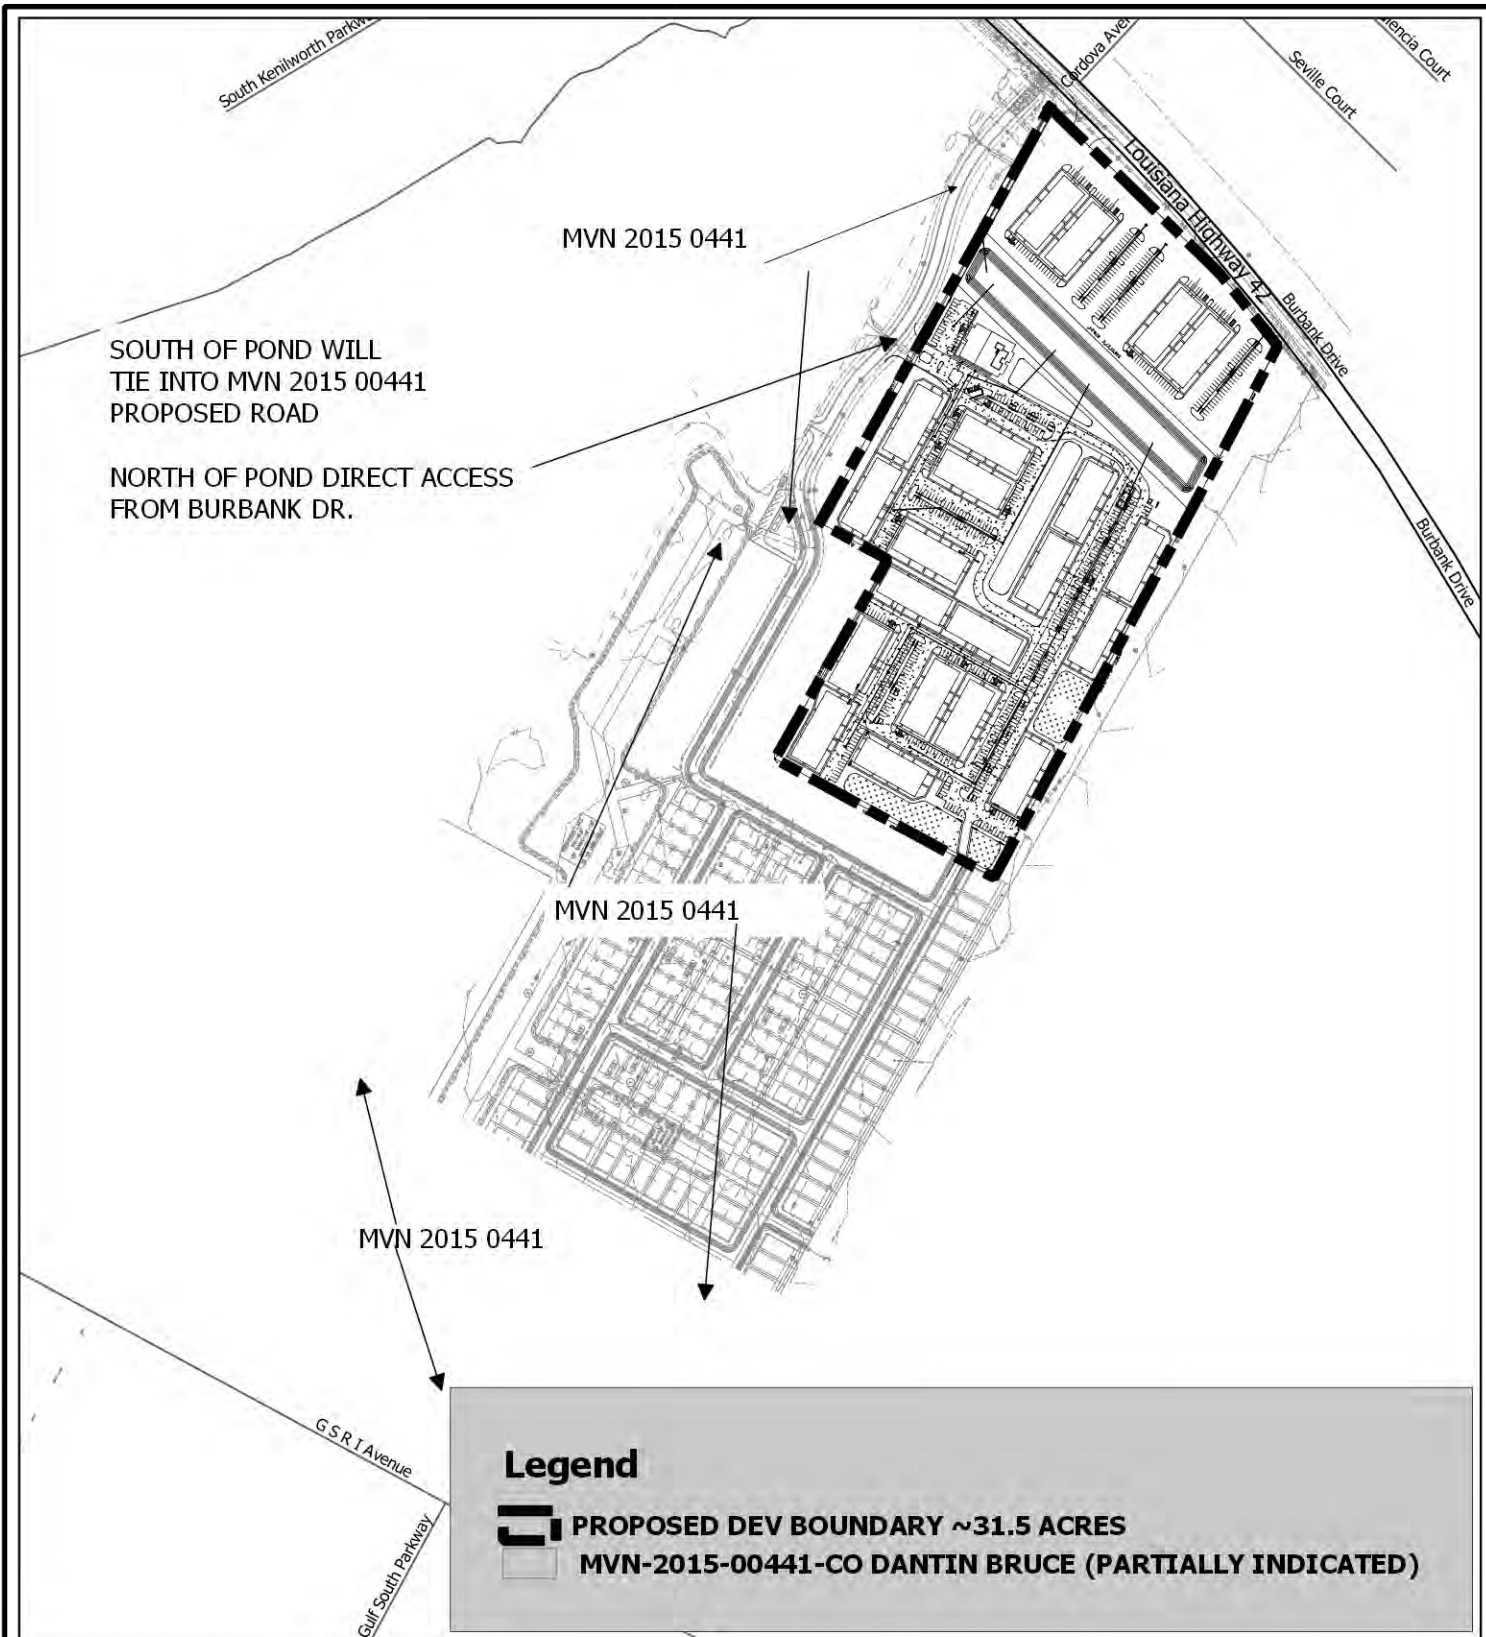 South Kenilworth Parkw
Cordova Aven
encia Court
Seville Court
Louisiana Highway 42
MVN 2015 0441
Burbank Drive
SOUTH OF POND WILL
TIE INTO MVN 2015 00441
PROPOSED ROAD
NORTH OF POND DIRECT ACCESS
FROM BURBANK DR.
Burbank Drive
MVN 2015 0441
MVN 2015 0441
G S R I Avenue
Gulf South Parkway
Legend
PROPOSED DEV BOUNDARY ~31.5 ACRES
MVN-2015-00441-CO DANTIN BRUCE (PARTIALLY INDICATED)